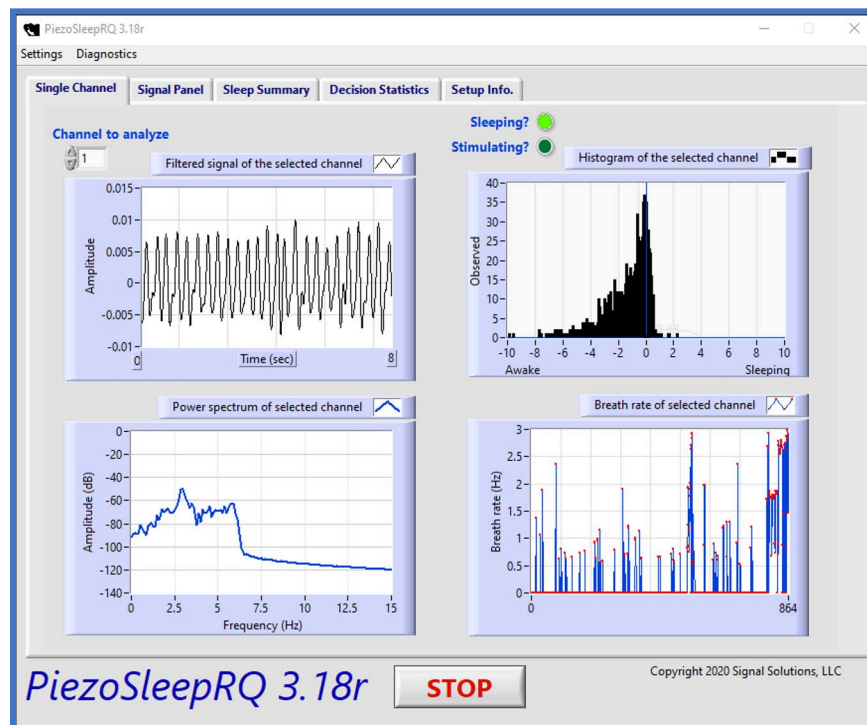 PiezoSleepRQ 3.18r
Settings Diagnostics
Single Channel Signal Panel Sleep Summary Decision Statistics Setup Info.
Channel to analyze
1
Sleeping?
Stimulating?
Filtered signal of the selected channel
0.015
0.01
0.005
0
-0.005
-0.01
Amplitude
0 Time (sec) 8
Histogram of the selected channel
40
35
30
25
20
15
10
5
0
Observed
-10 -8 -6 -4 -2 0 2 4 6 8 10
Awake Sleeping
Power spectrum of selected channel
0
-20
-40
-60
-80
-100
-120
-140
Amplitude (dB)
0 2.5 5 7.5 10 12.5 15
Frequency (Hz)
Breath rate of selected channel
3
2.5
2
1.5
1
0.5
0
Breath rate (Hz)
0 864
PiezoSleepRQ 3.18r
STOP
Copyright 2020 Signal Solutions, LLC